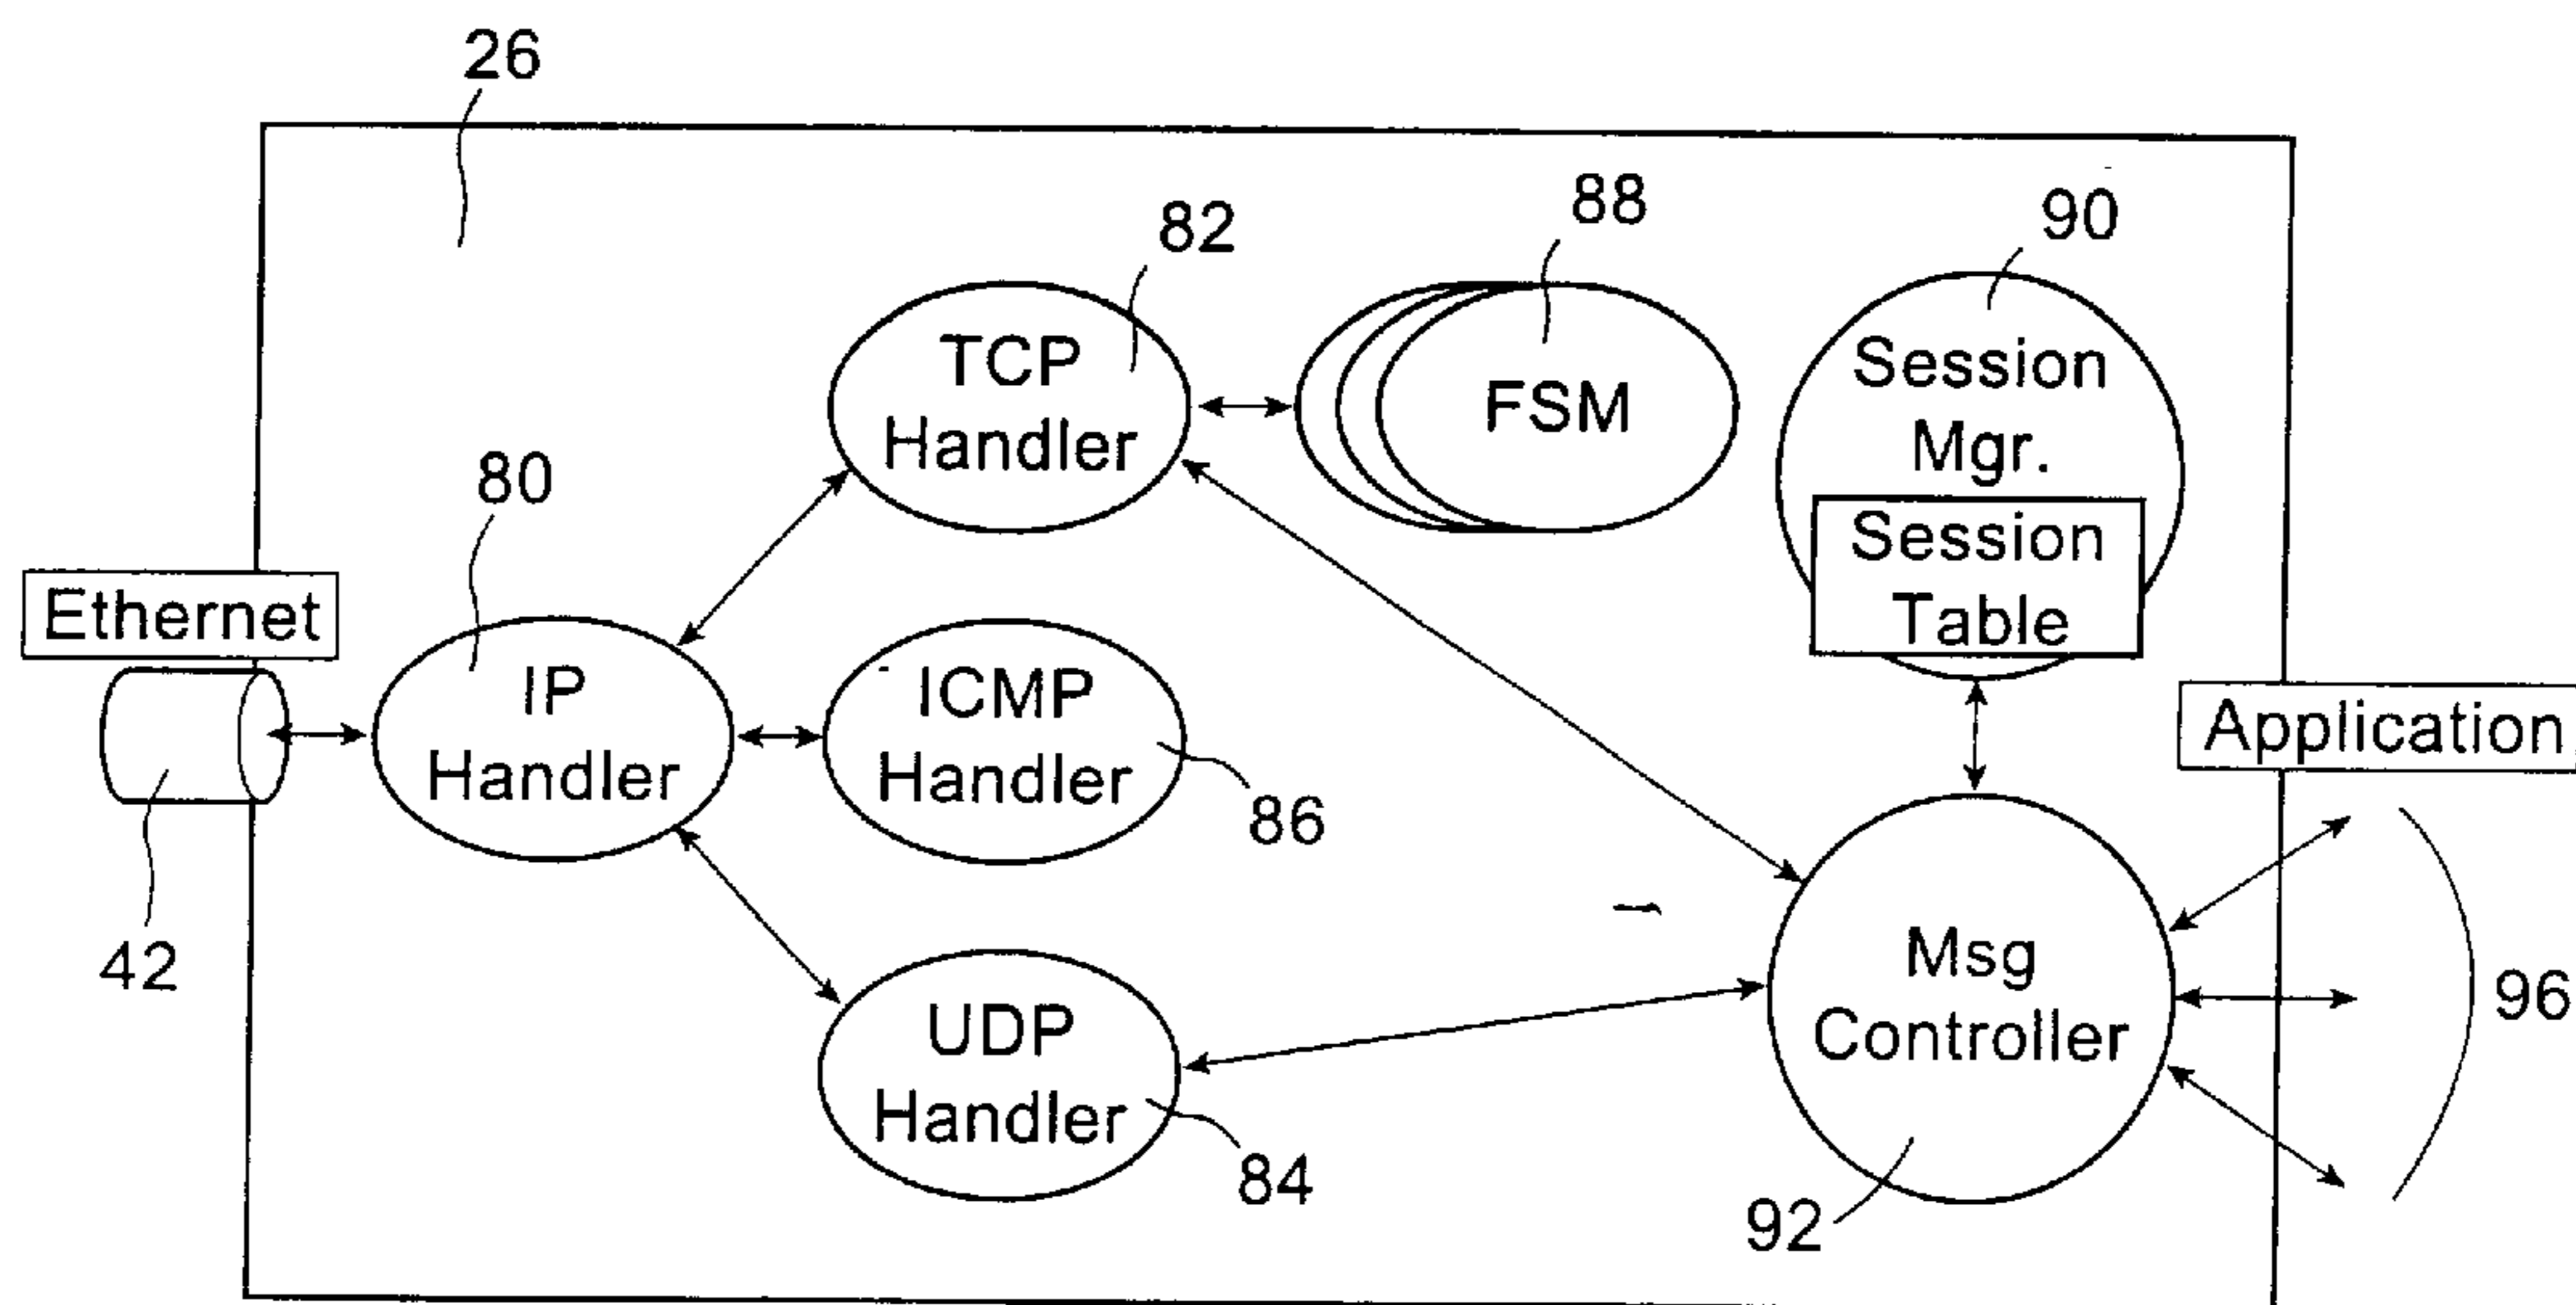 26
82
88
90
TCP
Handler
FSM
Session
Mgr.
Session
Table
80
Ethernet
IP
Handler
ICMP
Handler
86
Application
42
UDP
Handler
84
Msg
Controller
92
96